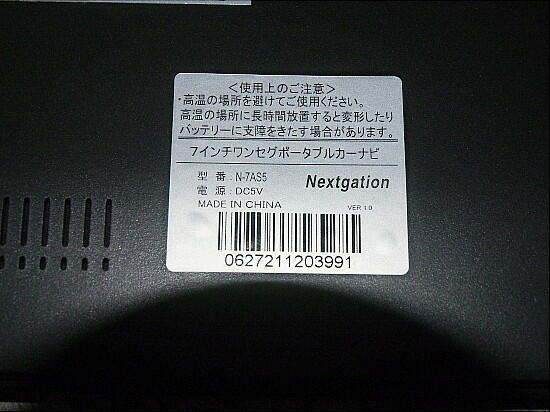 ＜使用上のご注意＞
・高温の場所を避けてご使用ください。
高温の場所に長時間放置すると変形したり
バッテリーに支障をきたす場合があります。
7インチワンセグポータブルカーナビ
型 番 : N-7AS5
電 源 : DC5V
Nextgation
MADE IN CHINA
VER 1.0
0627211203991